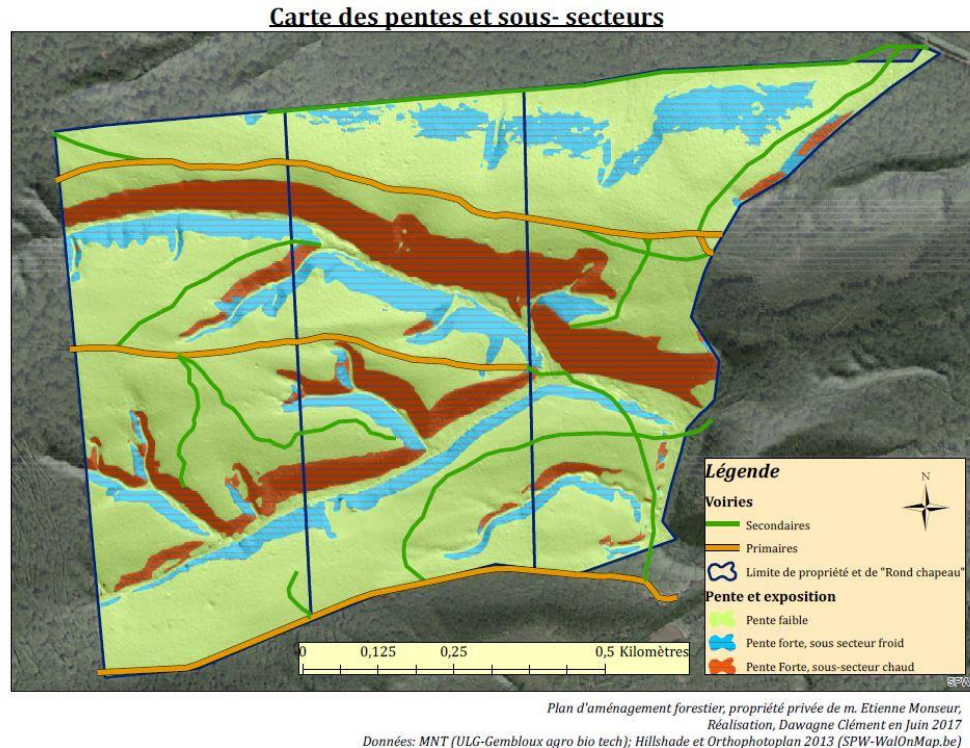 Carte des pentes et sous- secteurs
Légende
N
Voiries
Secondaires
Primaires
Limite de propriété et de "Rond chapeau"
Pente et exposition
Pente faible
Pente forte, sous secteur froid
Pente Forte, sous-secteur chaud
0 0,125 0,25 0,5 Kilomètres
SPW
Plan d'aménagement forestier, propriété privée de m. Etienne Monseur,
Réalisation, Dawagne Clément en Juin 2017
Données: MNT (ULG-Gembloux agro bio tech); Hillshade et Orthophotoplan 2013 (SPW-WalOnMap.be)